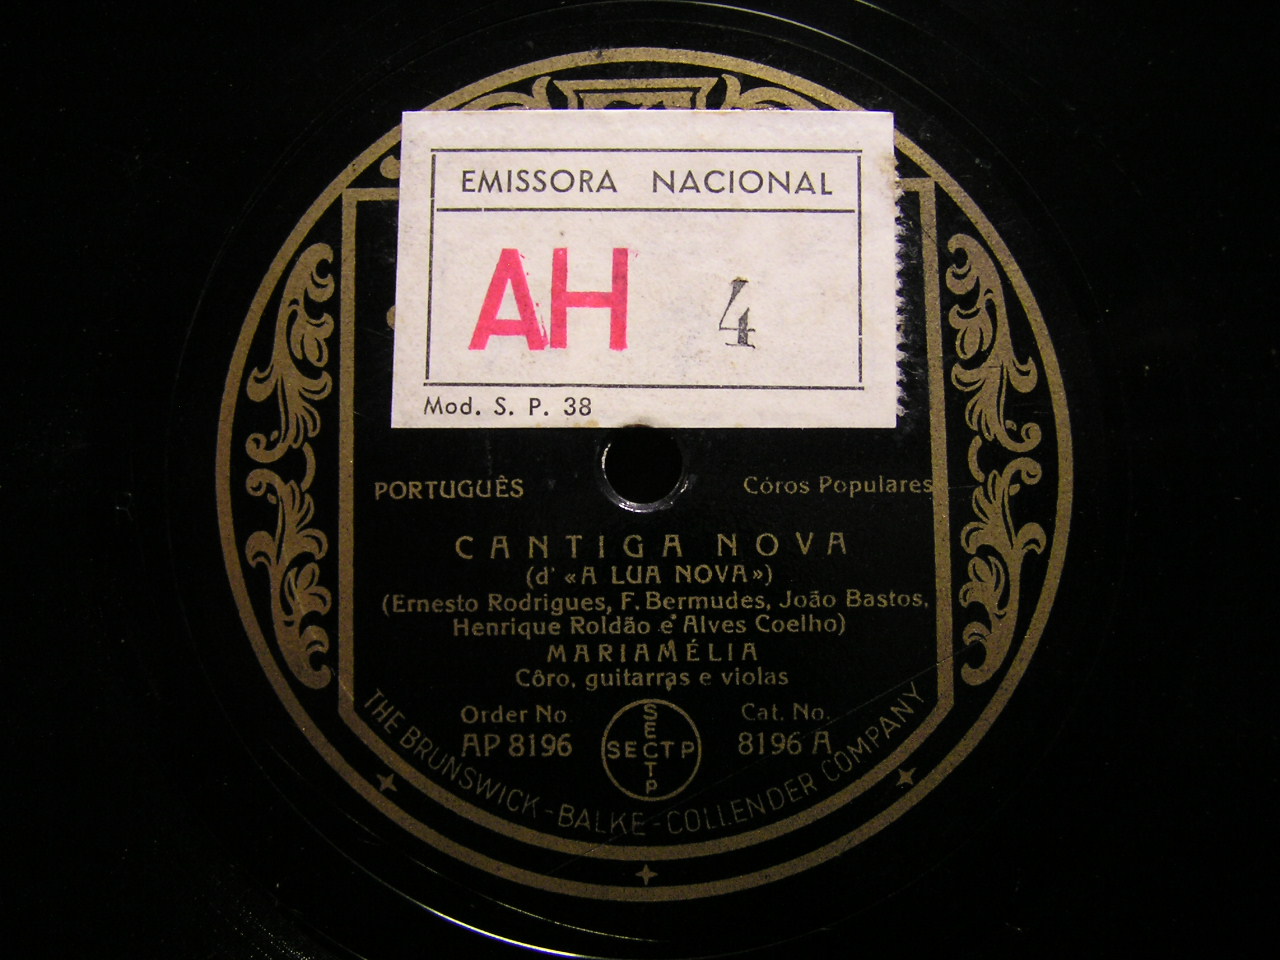 EMISSORA NACIONAL
AH 4
Mod. S. P. 38
PORTUGUÊS Córos Populares
CANTIGA NOVA
(d' «A LUA NOVA»)
(Ernesto Rodrigues, F. Bermudes, João Bastos,
Henrique Roldão e Alves Coelho)
MARIAMÉLIA
Côro, guitarras e violas
Order No. Cat. No.
AP 8196 8196 A
SECTP
SECTP
THE BRUNSWICK-BALKE-COLLENDER COMPANY